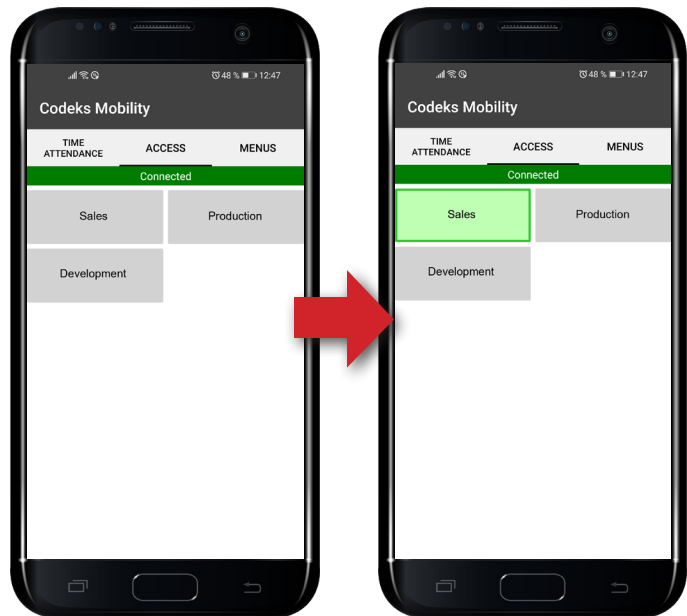 48 % 12:47
Codeks Mobility
TIME
ATTENDANCE
ACCESS
MENUS
Connected
Sales
Production
Development
48 % 12:47
Codeks Mobility
TIME
ATTENDANCE
ACCESS
MENUS
Connected
Sales
Production
Development